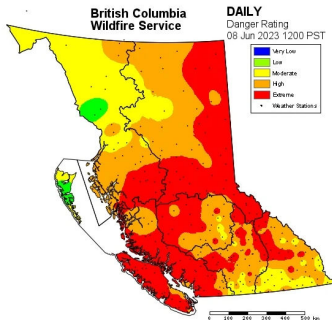 British Columbia
Wildfire Service
DAILY
Danger Rating
08 Jun 2023 1200 PST
Very Low
Low
Moderate
High
Extreme
Weather Stations
0 100 200 300 400 500 km